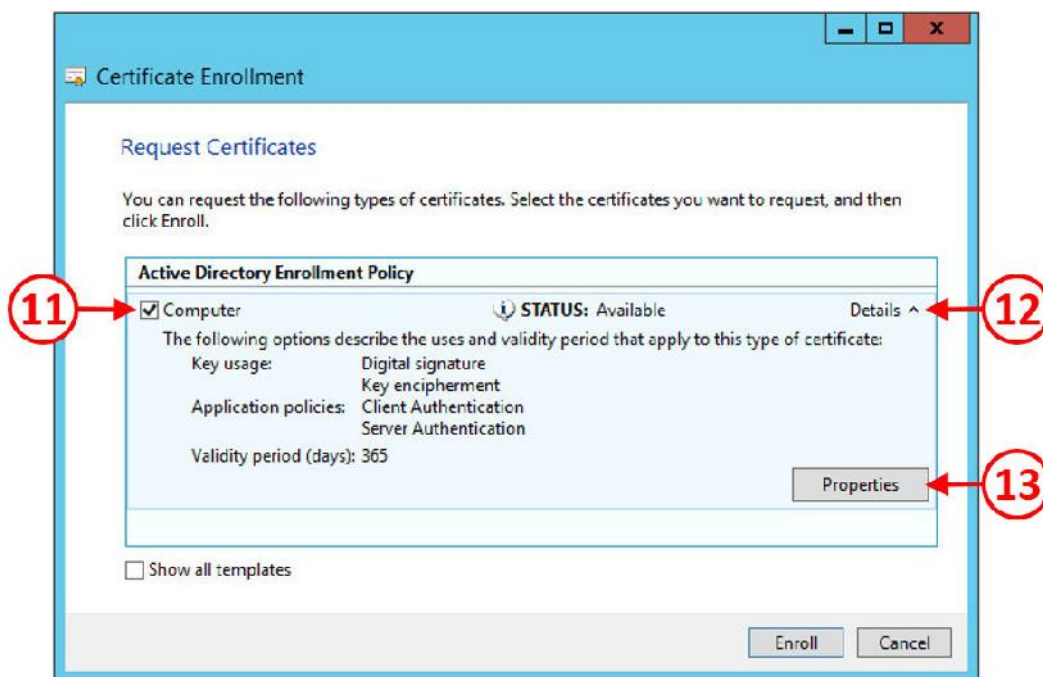 Certificate Enrollment
Request Certificates
You can request the following types of certificates. Select the certificates you want to request, and then
click Enroll.
Active Directory Enrollment Policy
11 Computer STATUS: Available Details 12
The following options describe the uses and validity period that apply to this type of certificate:
Key usage: Digital signature
Key encipherment
Application policies: Client Authentication
Server Authentication
Validity period (days): 365
Properties 13
Show all templates
Enroll Cancel